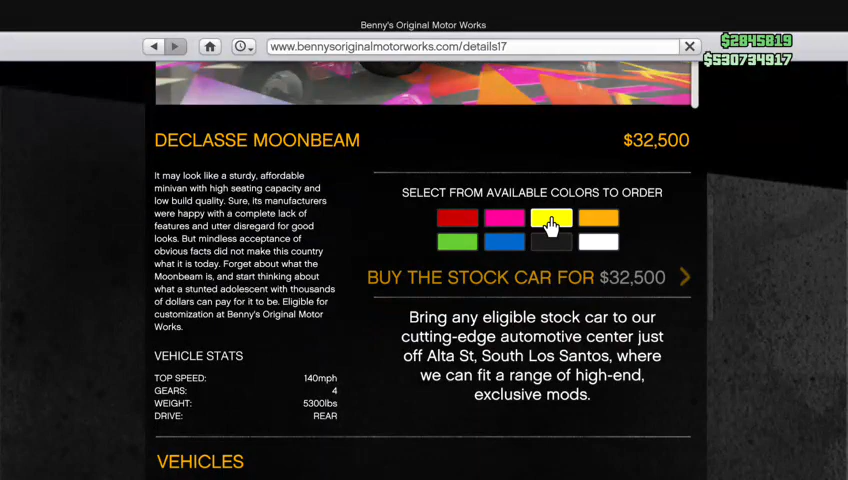 Benny's Original Motor Works
www.bennysoriginalmotorworks.com/details17
$2845819
$530734917
DECLASSE MOONBEAM
$32,500
It may look like a sturdy, affordable
minivan with high seating capacity and
low build quality. Sure, its manufacturers
were happy with a complete lack of
features and utter disregard for good
looks. But mindless acceptance of
obvious facts did not make this country
what it is today. Forget about what the
Moonbeam is, and start thinking about
what a stunted adolescent with thousands
of dollars can pay for it to be. Eligible for
customization at Benny's Original Motor
Works.
SELECT FROM AVAILABLE COLORS TO ORDER
BUY THE STOCK CAR FOR $32,500
Bring any eligible stock car to our
cutting-edge automotive center just
off Alta St, South Los Santos, where
we can fit a range of high-end,
exclusive mods.
VEHICLE STATS
TOP SPEED: 140mph
GEARS: 4
WEIGHT: 5300lbs
DRIVE: REAR
VEHICLES